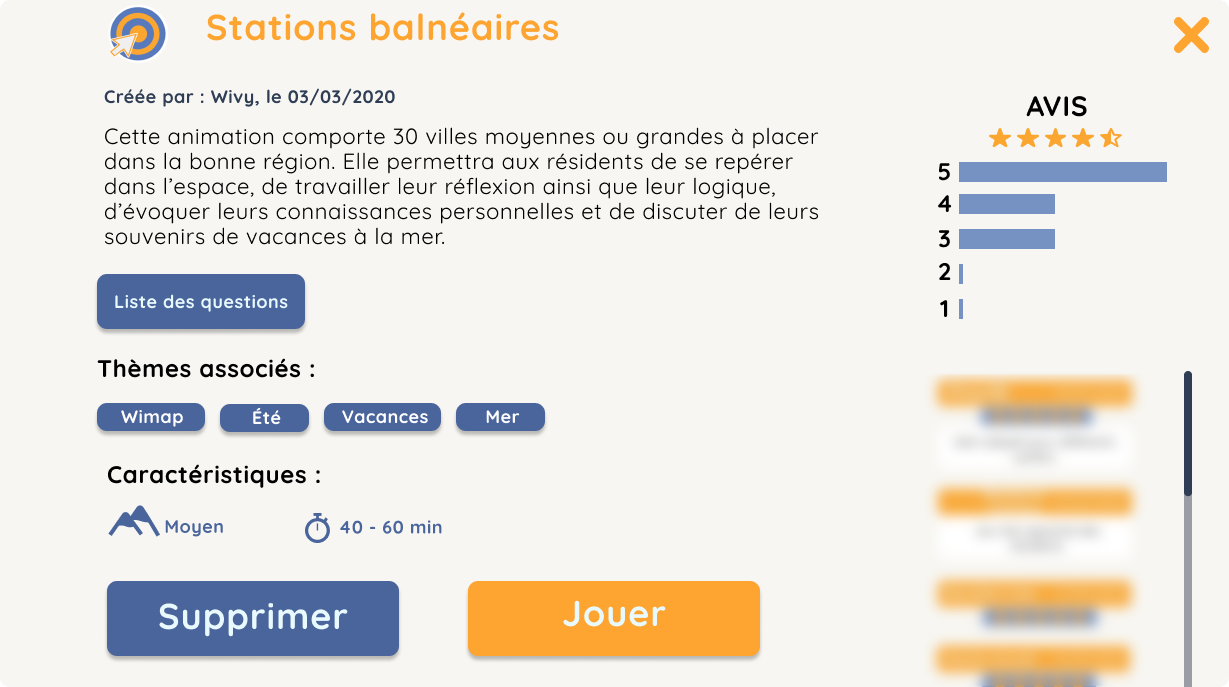 Stations balnéaires
Créée par : Wivy, le 03/03/2020
Cette animation comporte 30 villes moyennes ou grandes à placer
dans la bonne région. Elle permettra aux résidents de se repérer
dans l’espace, de travailler leur réflexion ainsi que leur logique,
d’évoquer leurs connaissances personnelles et de discuter de leurs
souvenirs de vacances à la mer.
Liste des questions
Thèmes associés :
Wimap
Été
Vacances
Mer
Caractéristiques :
Moyen
40 - 60 min
Supprimer
Jouer
AVIS
5
4
3
2
1